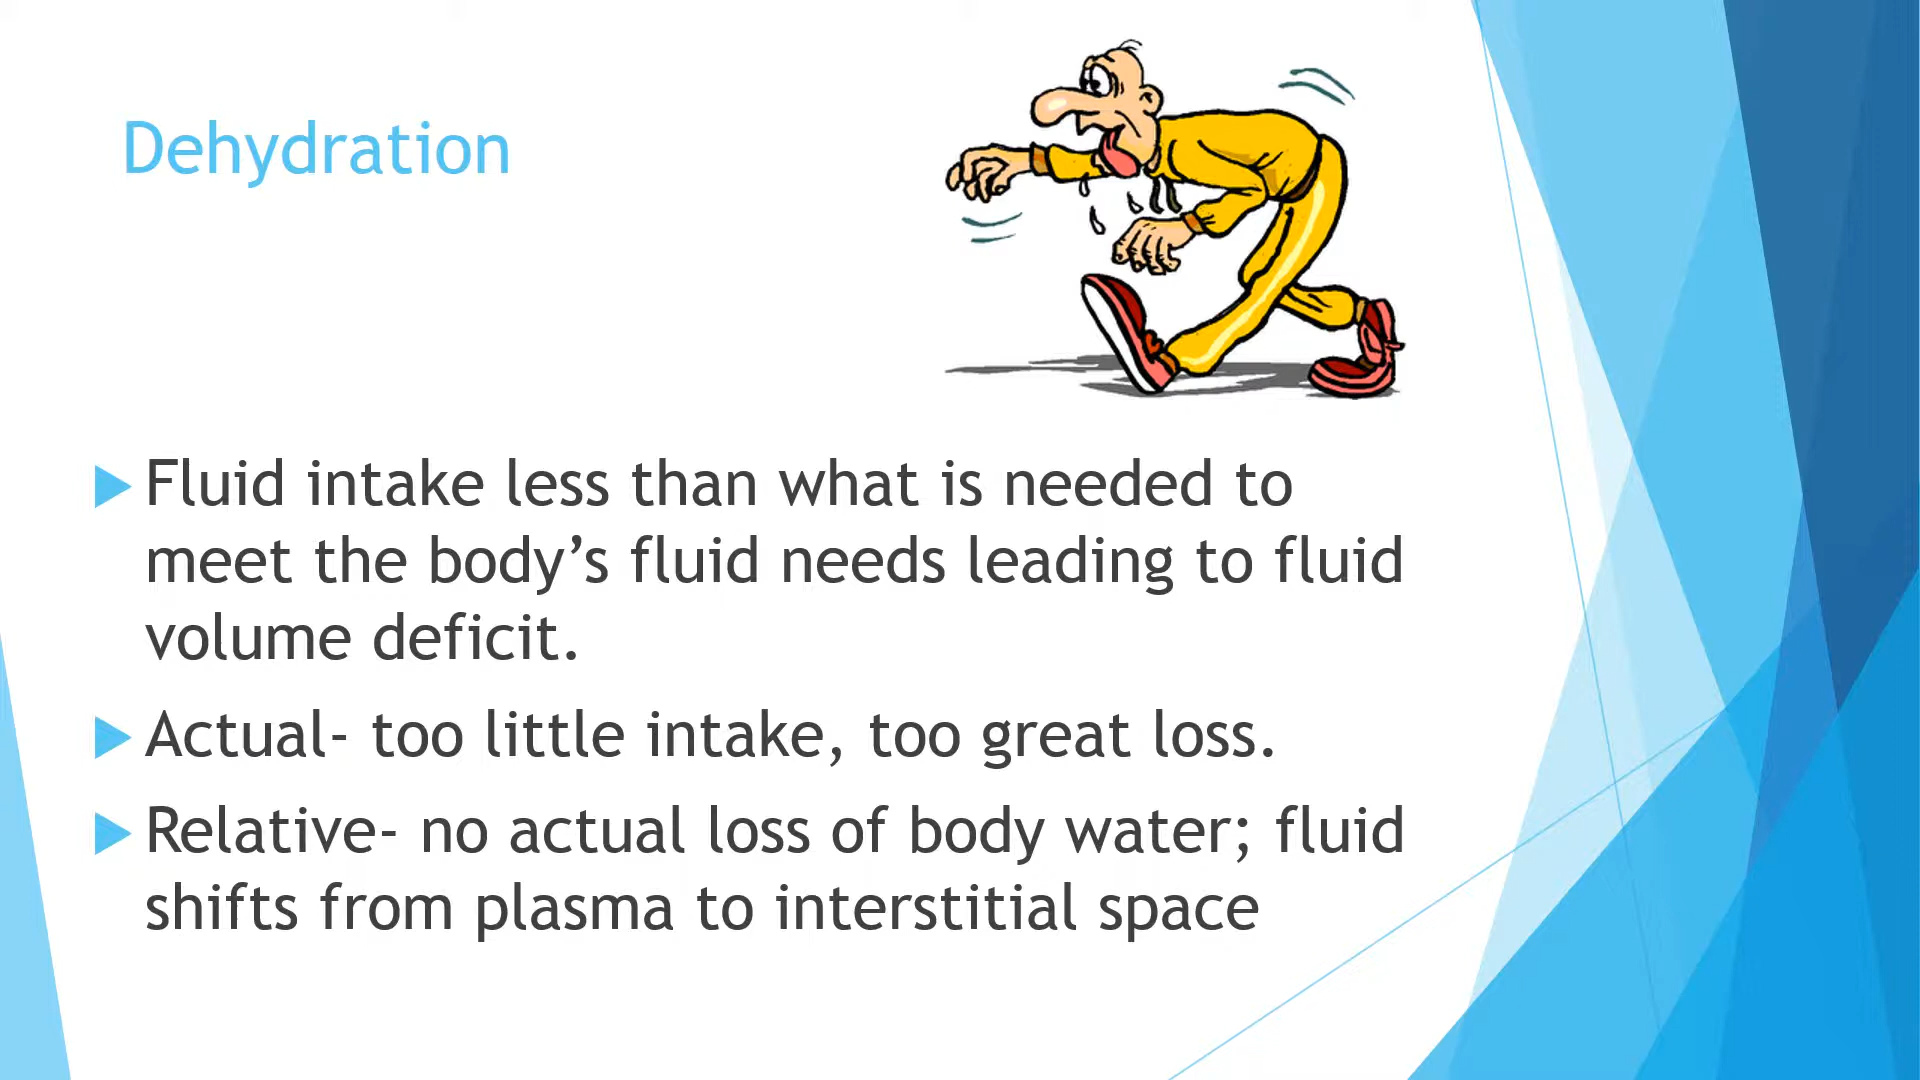 Dehydration
Fluid intake less than what is needed to
meet the body’s fluid needs leading to fluid
volume deficit.
Actual- too little intake, too great loss.
Relative- no actual loss of body water; fluid
shifts from plasma to interstitial space